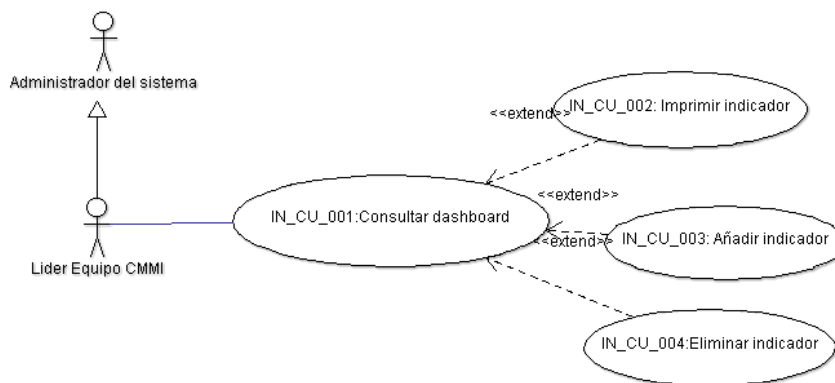 Administrador del sistema
IN_CU_002: Imprimir indicador
<<extend>>
<<extend>>
IN_CU_001:Consultar dashboard
<<extend>>
IN_CU_003: Añadir indicador
Lider Equipo CMMI
IN_CU_004:Eliminar indicador